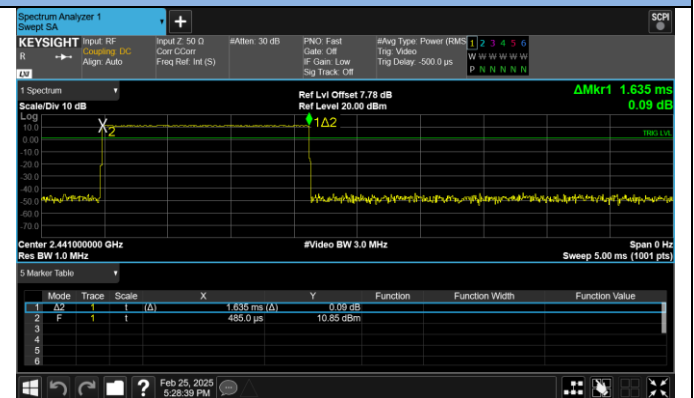 Spectrum Analyzer 1
Swept SA
SCPI
KEYSIGHT Input: RF Input Z: 50 Ω #Atten: 30 dB PNO: Fast #Avg Type: Power (RMS 1 2 3 4 5 6
R Coupling: DC Corr CCorr Gate: Off Trig: Video W W W W W W
Align: Auto Freq Ref: Int (S) IF Gain: Low Trig Delay: -500.0 µs P N N N N N
Sig Track: Off
LXI
1 Spectrum Ref Lvl Offset 7.78 dB ΔMkr1 1.635 ms
Scale/Div 10 dB Ref Level 20.00 dBm 0.09 dB
Log
10.0
X2
1Δ2
0.00
TRIG LVL
-10.0
-20.0
-30.0
-40.0
-50.0
-60.0
-70.0
Center 2.441000000 GHz #Video BW 3.0 MHz Span 0 Hz
Res BW 1.0 MHz Sweep 5.00 ms (1001 pts)
5 Marker Table
Mode Trace Scale X Y Function Function Width Function Value
1 Δ2 1 t (Δ) 1.635 ms (Δ) 0.09 dB
2 F 1 t 485.0 µs 10.85 dBm
3
4
5
6
? Feb 25, 2025
5:28:39 PM